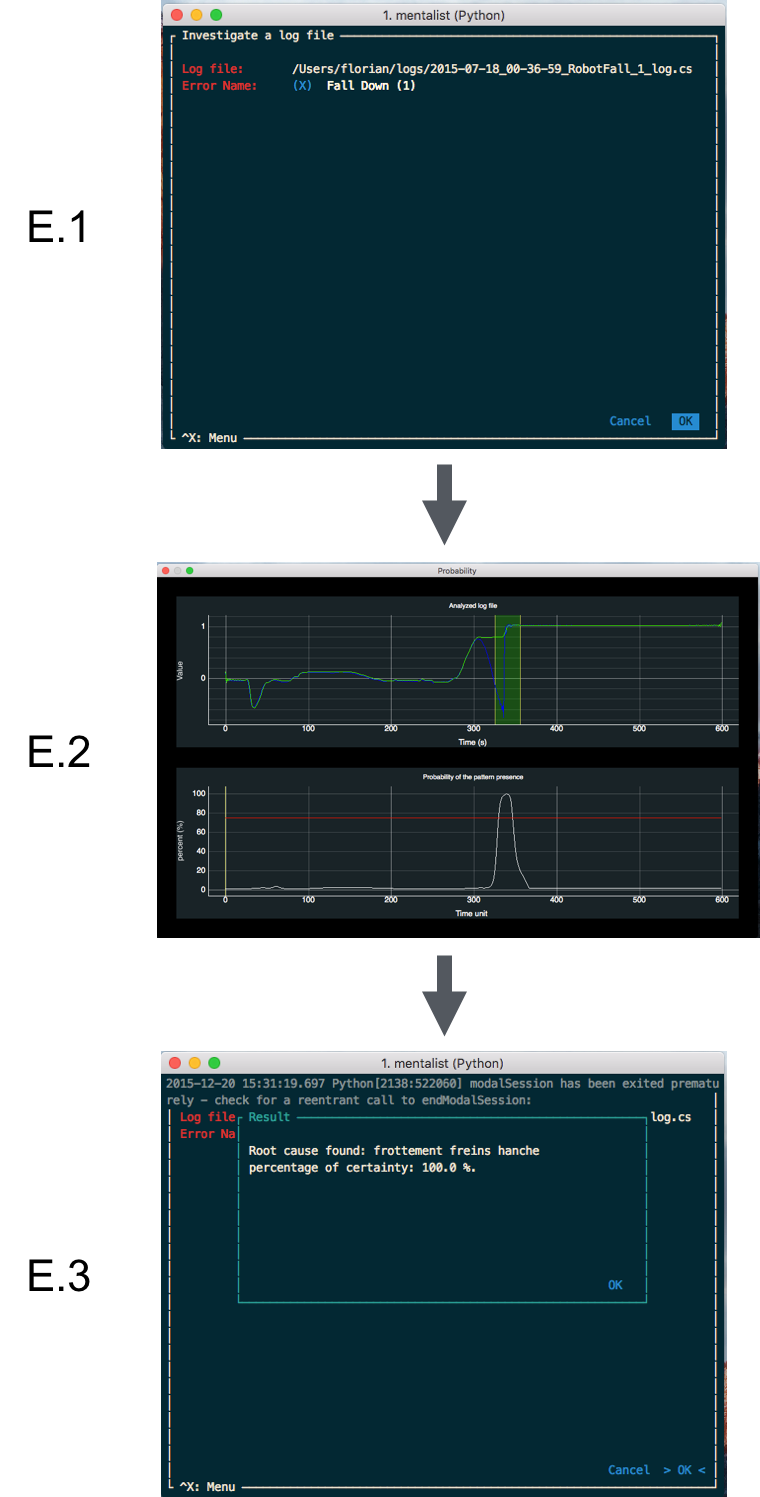 1. mentalist (Python)
Investigate a log file
Log file: /Users/florian/logs/2015-07-18_00-36-59_RobotFall_1_log.cs
Error Name: (X) Fall Down (1)
E.1
Cancel OK
^X: Menu
Probability
Analyzed log file
1
Value
0
0 100 200 300 400 500 600
Time (s)
E.2
Probability of the pattern presence
100
80
60
percent (%)
40
20
0
0 100 200 300 400 500 600
Time unit
1. mentalist (Python)
2015-12-20 15:31:19.697 Python[2138:522060] modalSession has been exited prematu
rely - check for a reentrant call to endModalSession:
Log file Result log.cs
Error Na
Root cause found: frottement freins hanche
percentage of certainty: 100.0 %.
E.3
OK
Cancel > OK <
^X: Menu